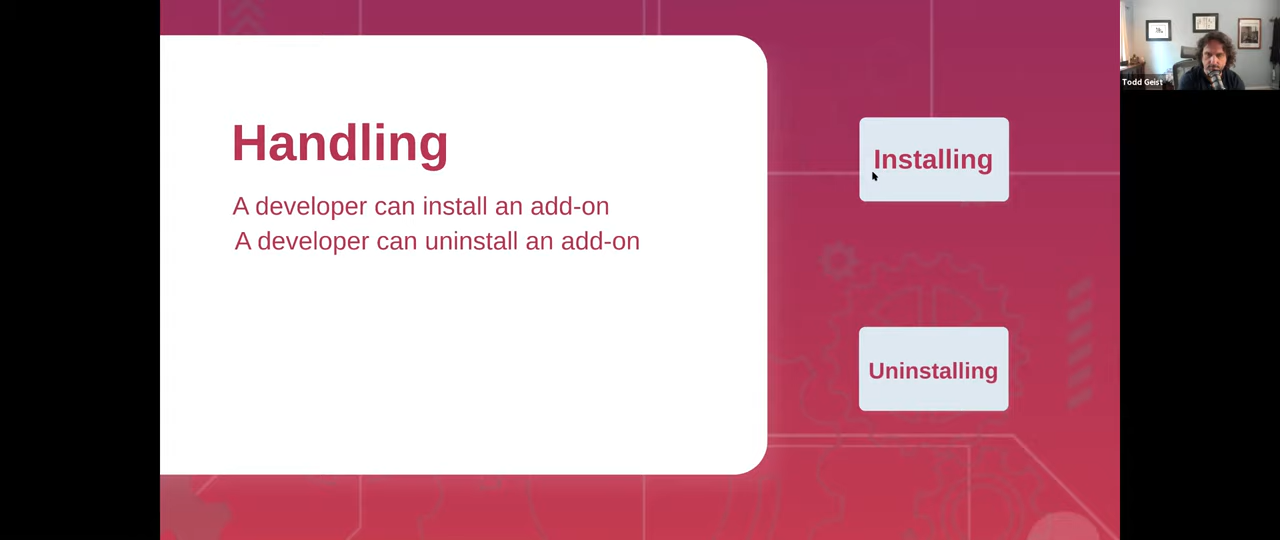 Handling
A developer can install an add-on
A developer can uninstall an add-on
Installing
Uninstalling
Todd Geist